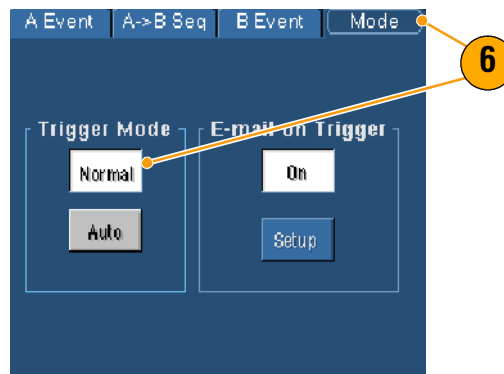 A Event A->B Seq B Event Mode
6
Trigger Mode E-mail on Trigger
Normal On
Auto Setup